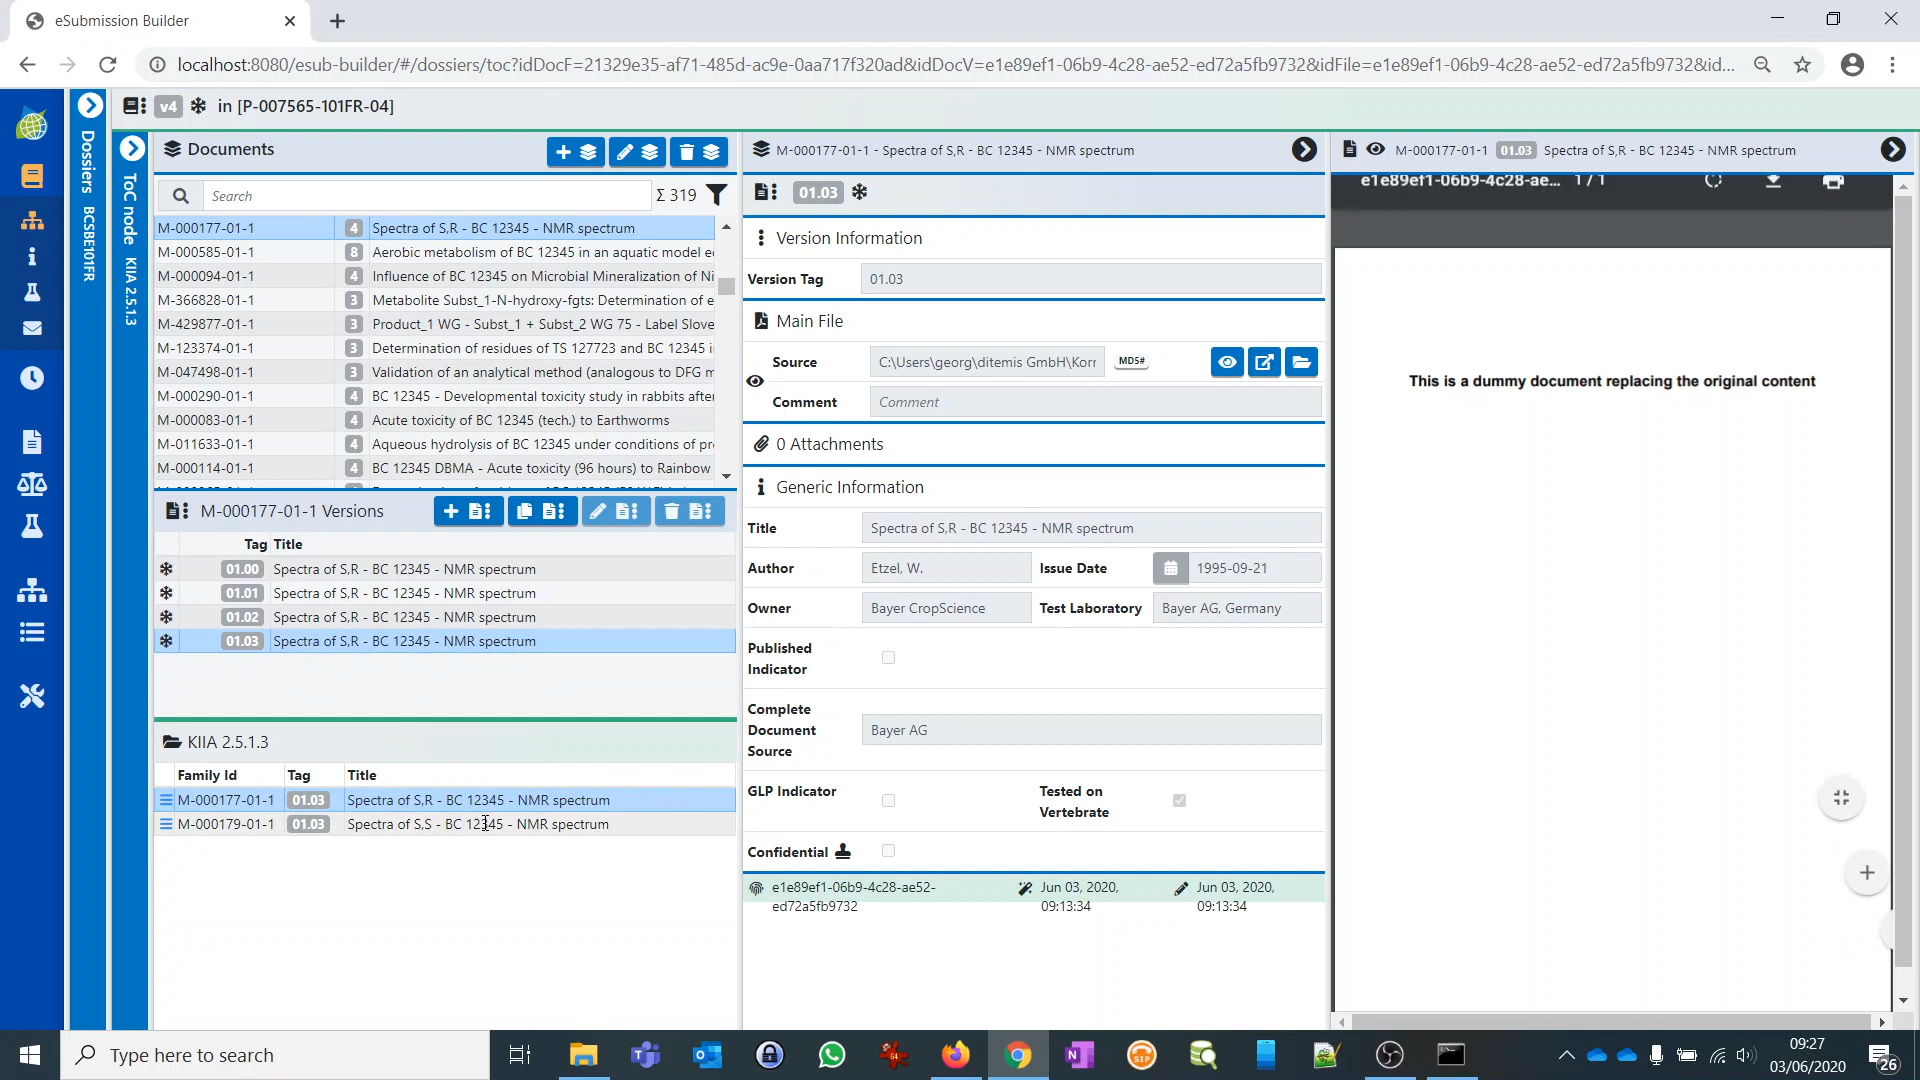 eSubmission Builder
localhost:8080/esub-builder/#/dossiers/toc?idDocF=21329e35-af71-485d-ac9e-0aa717f320ad&idDocV=e1e89ef1-06b9-4c28-ae52-ed72a5fb9732&idFile=e1e89ef1-06b9-4c28-ae52-ed72a5fb9732&id...
v4 in [P-007565-101FR-04]
Dossiers BCSBE101FR
ToC node KIIA 2.5.1.3
Documents
Search
Σ 319
M-000177-01-1 4 Spectra of S,R - BC 12345 - NMR spectrum
M-000585-01-1 8 Aerobic metabolism of BC 12345 in an aquatic model e
M-000094-01-1 4 Influence of BC 12345 on Microbial Mineralization of Ni
M-366828-01-1 3 Metabolite Subst_1-N-hydroxy-fgts: Determination of e
M-429877-01-1 3 Product_1 WG - Subst_1 + Subst_2 WG 75 - Label Slove
M-123374-01-1 3 Determination of residues of TS 127723 and BC 12345 i
M-047498-01-1 3 Validation of an analytical method (analogous to DFG m
M-000290-01-1 4 BC 12345 - Developmental toxicity study in rabbits after
M-000083-01-1 4 Acute toxicity of BC 12345 (tech.) to Earthworms
M-011633-01-1 4 Aqueous hydrolysis of BC 12345 under conditions of pr
M-000114-01-1 4 BC 12345 DBMA - Acute toxicity (96 hours) to Rainbow
M-000177-01-1 Versions
Tag Title
01.00 Spectra of S,R - BC 12345 - NMR spectrum
01.01 Spectra of S,R - BC 12345 - NMR spectrum
01.02 Spectra of S,R - BC 12345 - NMR spectrum
01.03 Spectra of S,R - BC 12345 - NMR spectrum
KIIA 2.5.1.3
Family Id Tag Title
M-000177-01-1 01.03 Spectra of S,R - BC 12345 - NMR spectrum
M-000179-01-1 01.03 Spectra of S,S - BC 12345 - NMR spectrum
M-000177-01-1 - Spectra of S,R - BC 12345 - NMR spectrum
01.03
Version Information
Version Tag 01.03
Main File
Source C:\Users\georg\ditemis GmbH\Korr MD5#
Comment Comment
0 Attachments
Generic Information
Title Spectra of S,R - BC 12345 - NMR spectrum
Author Etzel, W. Issue Date 1995-09-21
Owner Bayer CropScience Test Laboratory Bayer AG, Germany
Published
Indicator
Complete
Document
Source
Bayer AG
GLP Indicator Tested on
Vertebrate
Confidential
e1e89ef1-06b9-4c28-ae52-
ed72a5fb9732
Jun 03, 2020,
09:13:34
Jun 03, 2020,
09:13:34
M-000177-01-1 01.03 Spectra of S,R - BC 12345 - NMR spectrum
e1e89ef1-06b9-4c28-ae... 1 / 1
This is a dummy document replacing the original content
Type here to search
64
SIP
09:27
03/06/2020
26